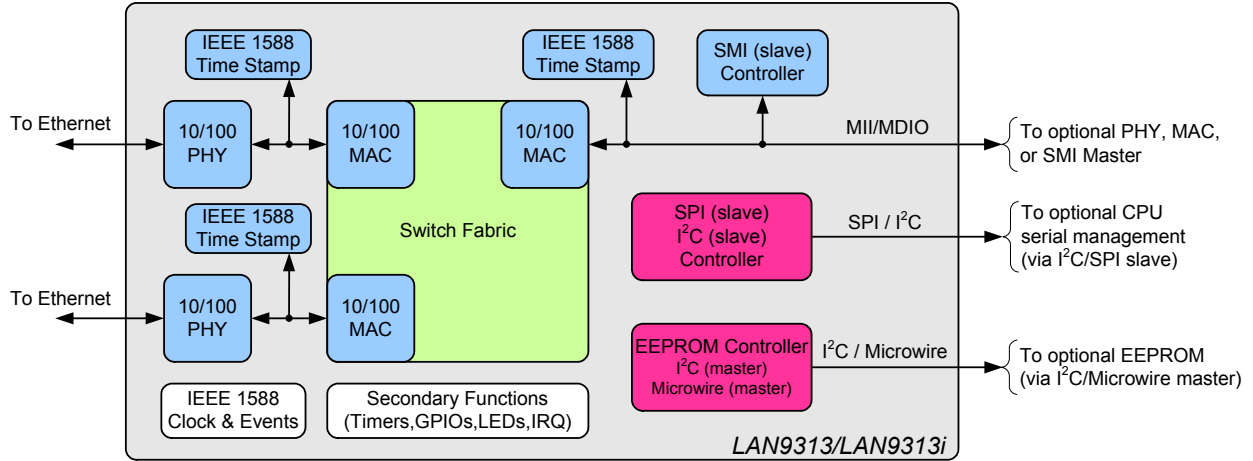 IEEE 1588
Time Stamp
IEEE 1588
Time Stamp
SMI (slave)
Controller
To Ethernet
10/100
PHY
10/100
MAC
10/100
MAC
MII/MDIO
To optional PHY, MAC,
or SMI Master
IEEE 1588
Time Stamp
Switch Fabric
SPI (slave)
I²C (slave)
Controller
SPI / I²C
To optional CPU
serial management
(via I²C/SPI slave)
To Ethernet
10/100
PHY
10/100
MAC
EEPROM Controller
I²C (master)
Microwire (master)
I²C / Microwire
To optional EEPROM
(via I²C/Microwire master)
IEEE 1588
Clock & Events
Secondary Functions
(Timers,GPIOs,LEDs,IRQ)
LAN9313/LAN9313i